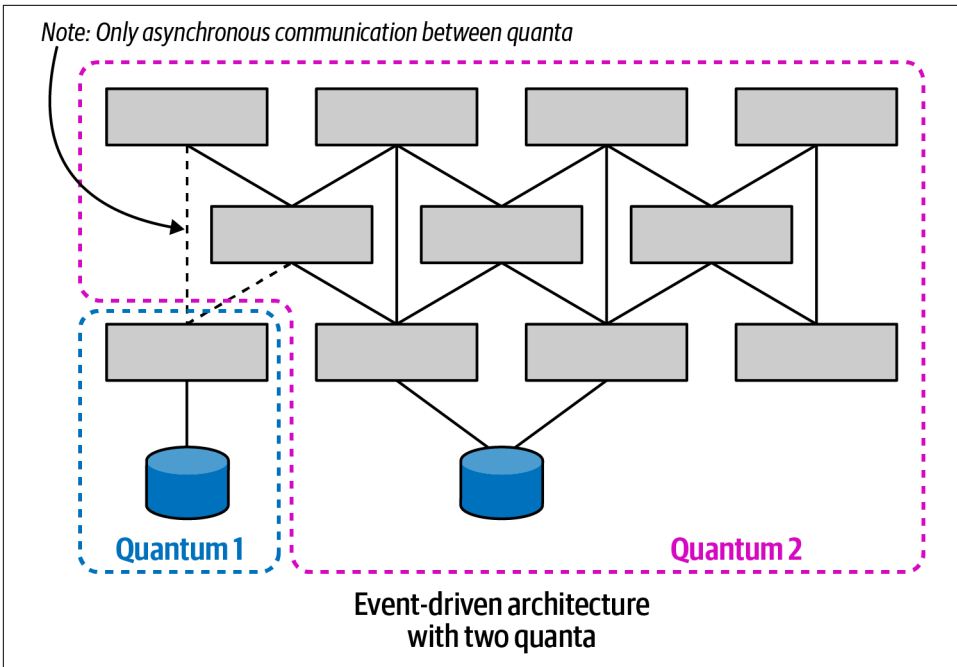 Note: Only asynchronous communication between quanta
Quantum 1
Quantum 2
Event-driven architecture
with two quanta